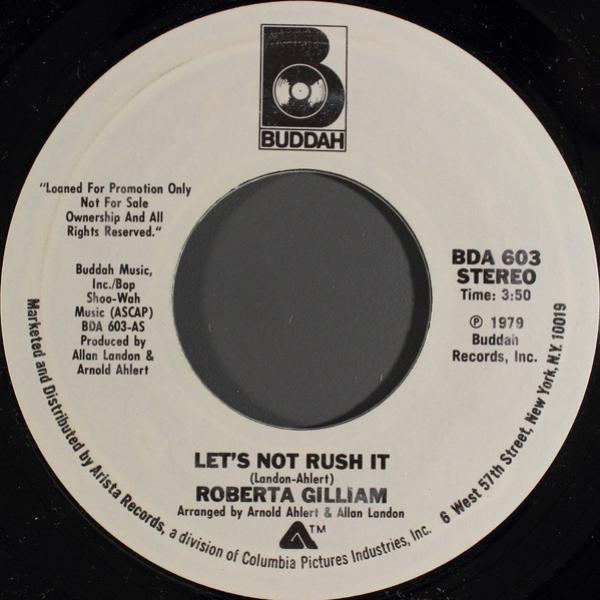 BUDDAH
"Loaned For Promotion Only
Not For Sale
Ownership And All
Rights Reserved."
Buddah Music,
Inc./Bop
Shoo-Wah
Music (ASCAP)
BDA 603-AS
Produced by
Allan Landon &
Arnold Ahlert
BDA 603
STEREO
Time: 3:50
℗ 1979
Buddah
Records, Inc.
LET'S NOT RUSH IT
(Landon-Ahlert)
ROBERTA GILLIAM
Arranged by Arnold Ahlert & Allan Landon
TM
Marketed and Distributed by Arista Records, a division of Columbia Pictures Industries, Inc. 6 West 57th Street, New York, N.Y. 10019